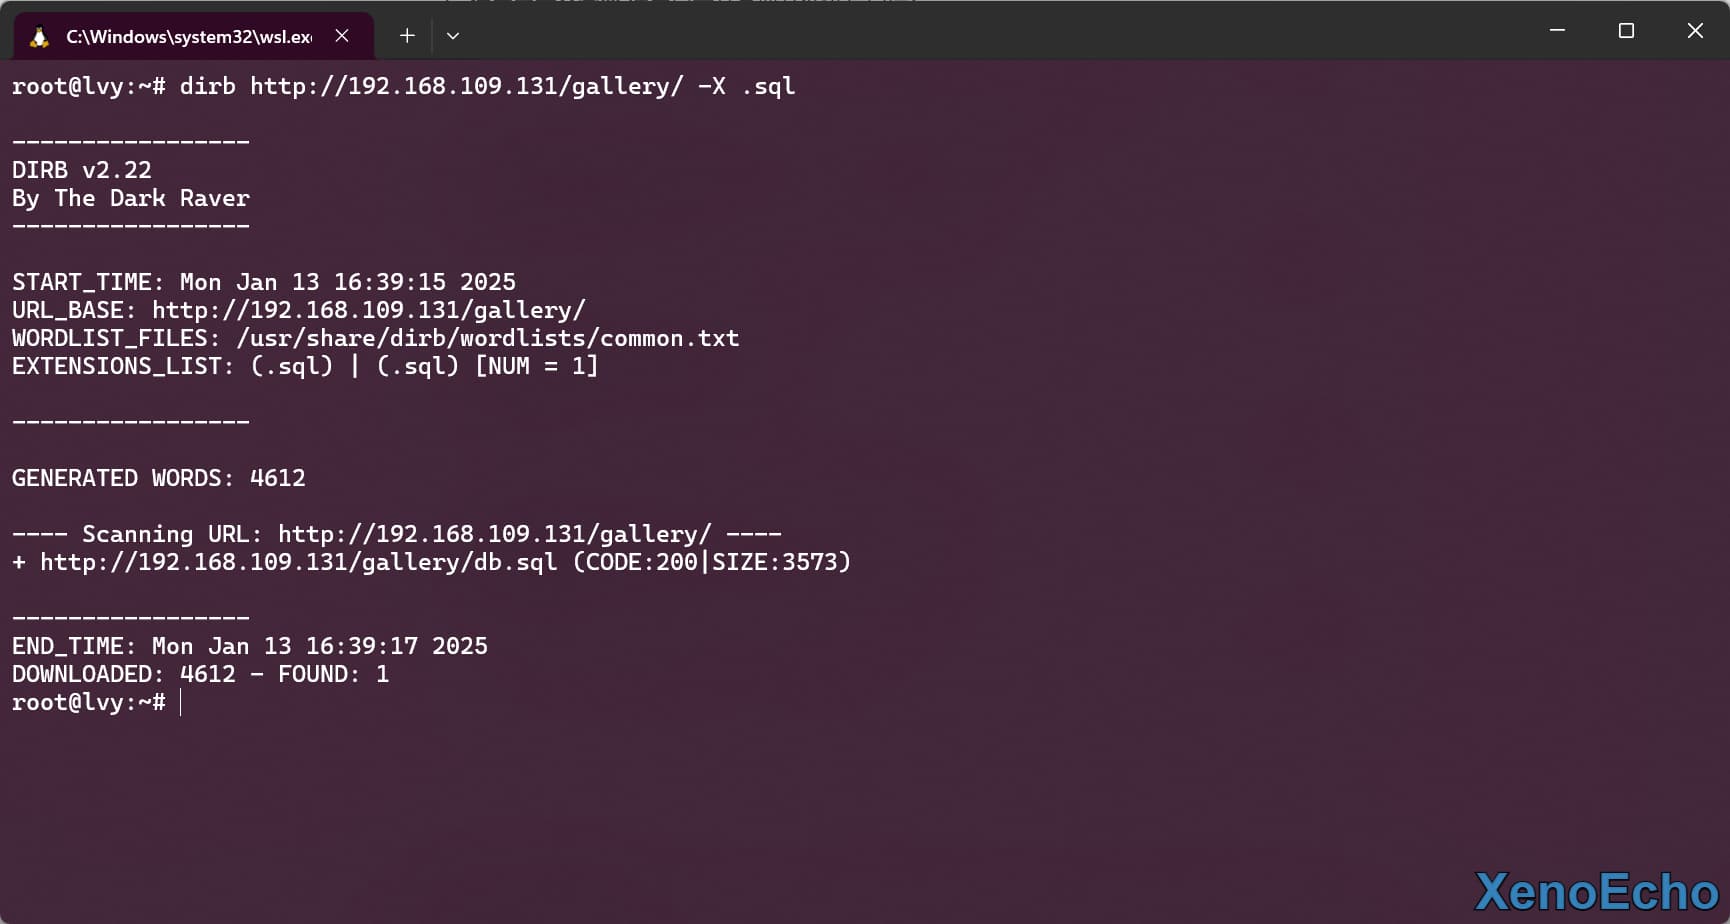 C:\Windows\system32\wsl.ex
root@lvy:~# dirb http://192.168.109.131/gallery/ -X .sql
-----------------
DIRB v2.22
By The Dark Raver
-----------------
START_TIME: Mon Jan 13 16:39:15 2025
URL_BASE: http://192.168.109.131/gallery/
WORDLIST_FILES: /usr/share/dirb/wordlists/common.txt
EXTENSIONS_LIST: (.sql) | (.sql) [NUM = 1]
-----------------
GENERATED WORDS: 4612
---- Scanning URL: http://192.168.109.131/gallery/ ----
+ http://192.168.109.131/gallery/db.sql (CODE:200|SIZE:3573)
-----------------
END_TIME: Mon Jan 13 16:39:17 2025
DOWNLOADED: 4612 - FOUND: 1
root@lvy:~#
XenoEcho